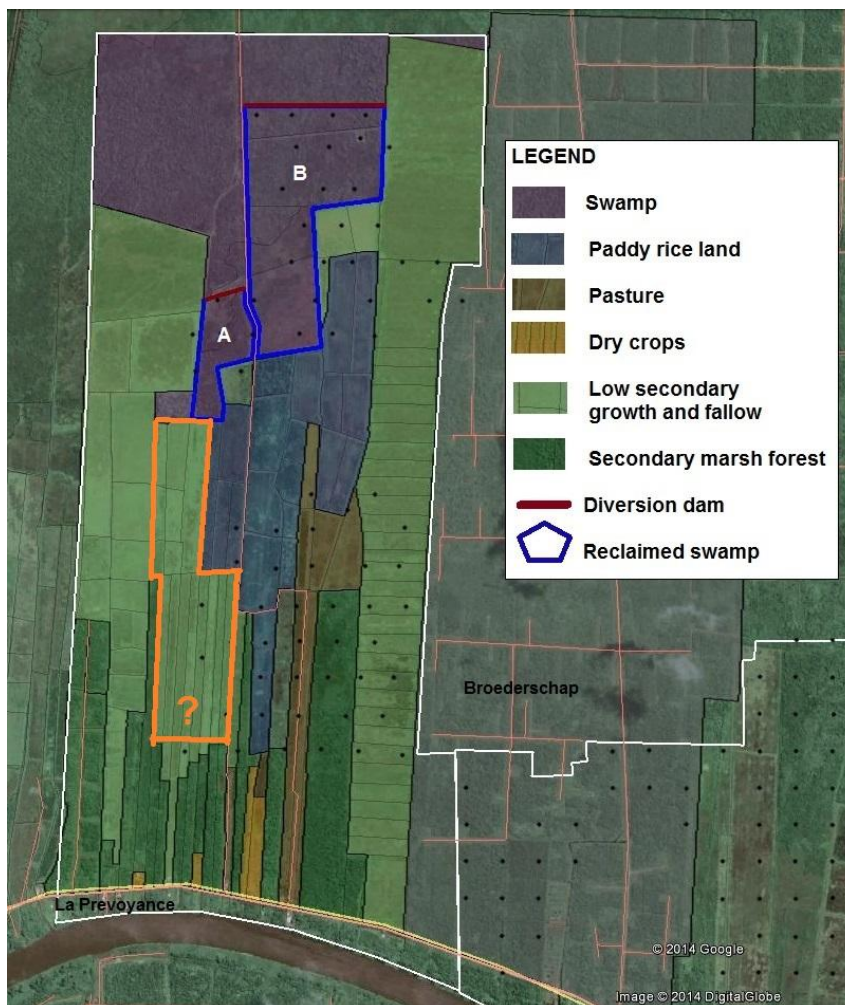 B
A
?
LEGEND
Swamp
Paddy rice land
Pasture
Dry crops
Low secondary
growth and fallow
Secondary marsh forest
Diversion dam
Reclaimed swamp
Broederschap
La Prevoyance
© 2014 Google
Image © 2014 DigitalGlobe